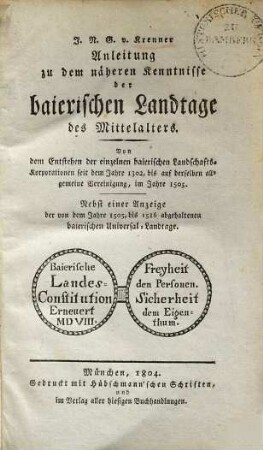 J. N. G. v. Krenner
Anleitung
zu dem näheren Kenntnisse
der
baierischen Landtage
des Mittelalters.
Von
dem Entstehen der einzelnen baierischen Landschafts-
Korporationen seit dem Jahre 1302, bis auf derselben all-
gemeine Vereinigung, im Jahre 1505.
Nebst einer Anzeige
der von dem Jahre 1505, bis 1518 abgehaltenen
baierischen Universal-Landtage.
Baierische
Landes-
Constitution
Erneuert
MDVIII.
Freyheit
den Personen.
Sicherheit
dem Eigen-
thum.
München, 1804.
Gedruckt mit Hübschmann'schen Schriften,
und
im Verlag aller hiesigen Buchhandlungen.
ZU
BAMBERG